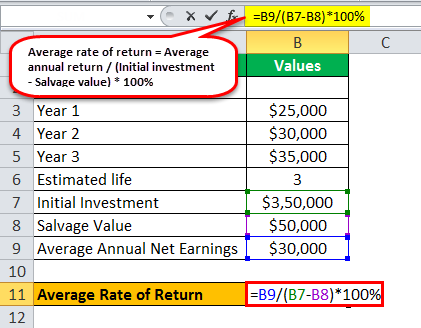 =B9/(B7-B8)*100%
Average rate of return = Average
annual return / (Initial investment
- Salvage value) * 100%
B C
Values
3 Year 1 $25,000
4 Year 2 $30,000
5 Year 3 $35,000
6 Estimated life 3
7 Initial Investment $3,50,000
8 Salvage Value $50,000
9 Average Annual Net Earnings $30,000
10
11 Average Rate of Return =B9/(B7-B8)*100%
12